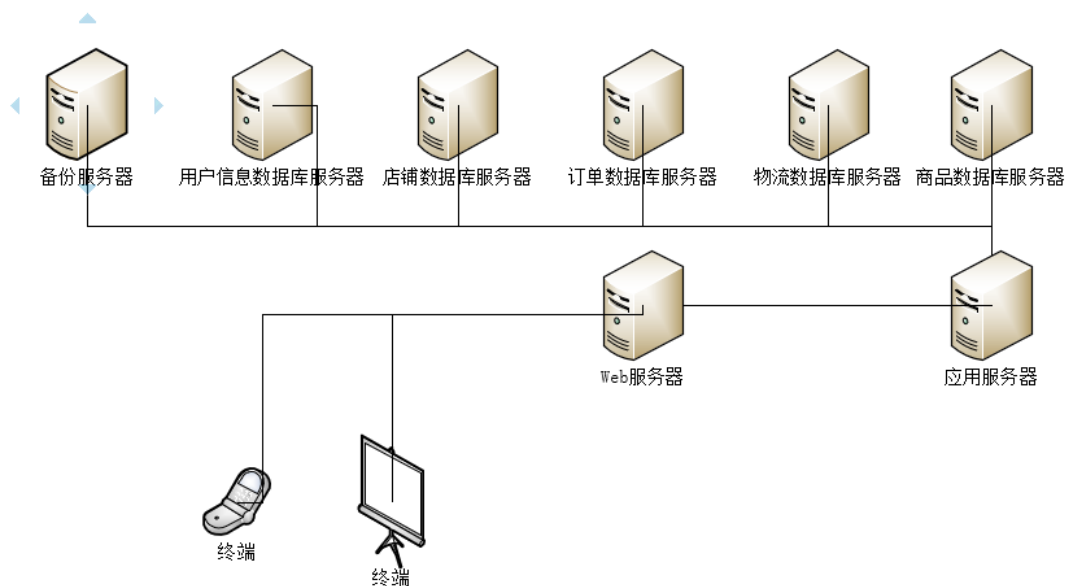 备份服务器
用户信息数据库服务器
店铺数据库服务器
订单数据库服务器
物流数据库服务器
商品数据库服务器
Web服务器
应用服务器
终端
终端